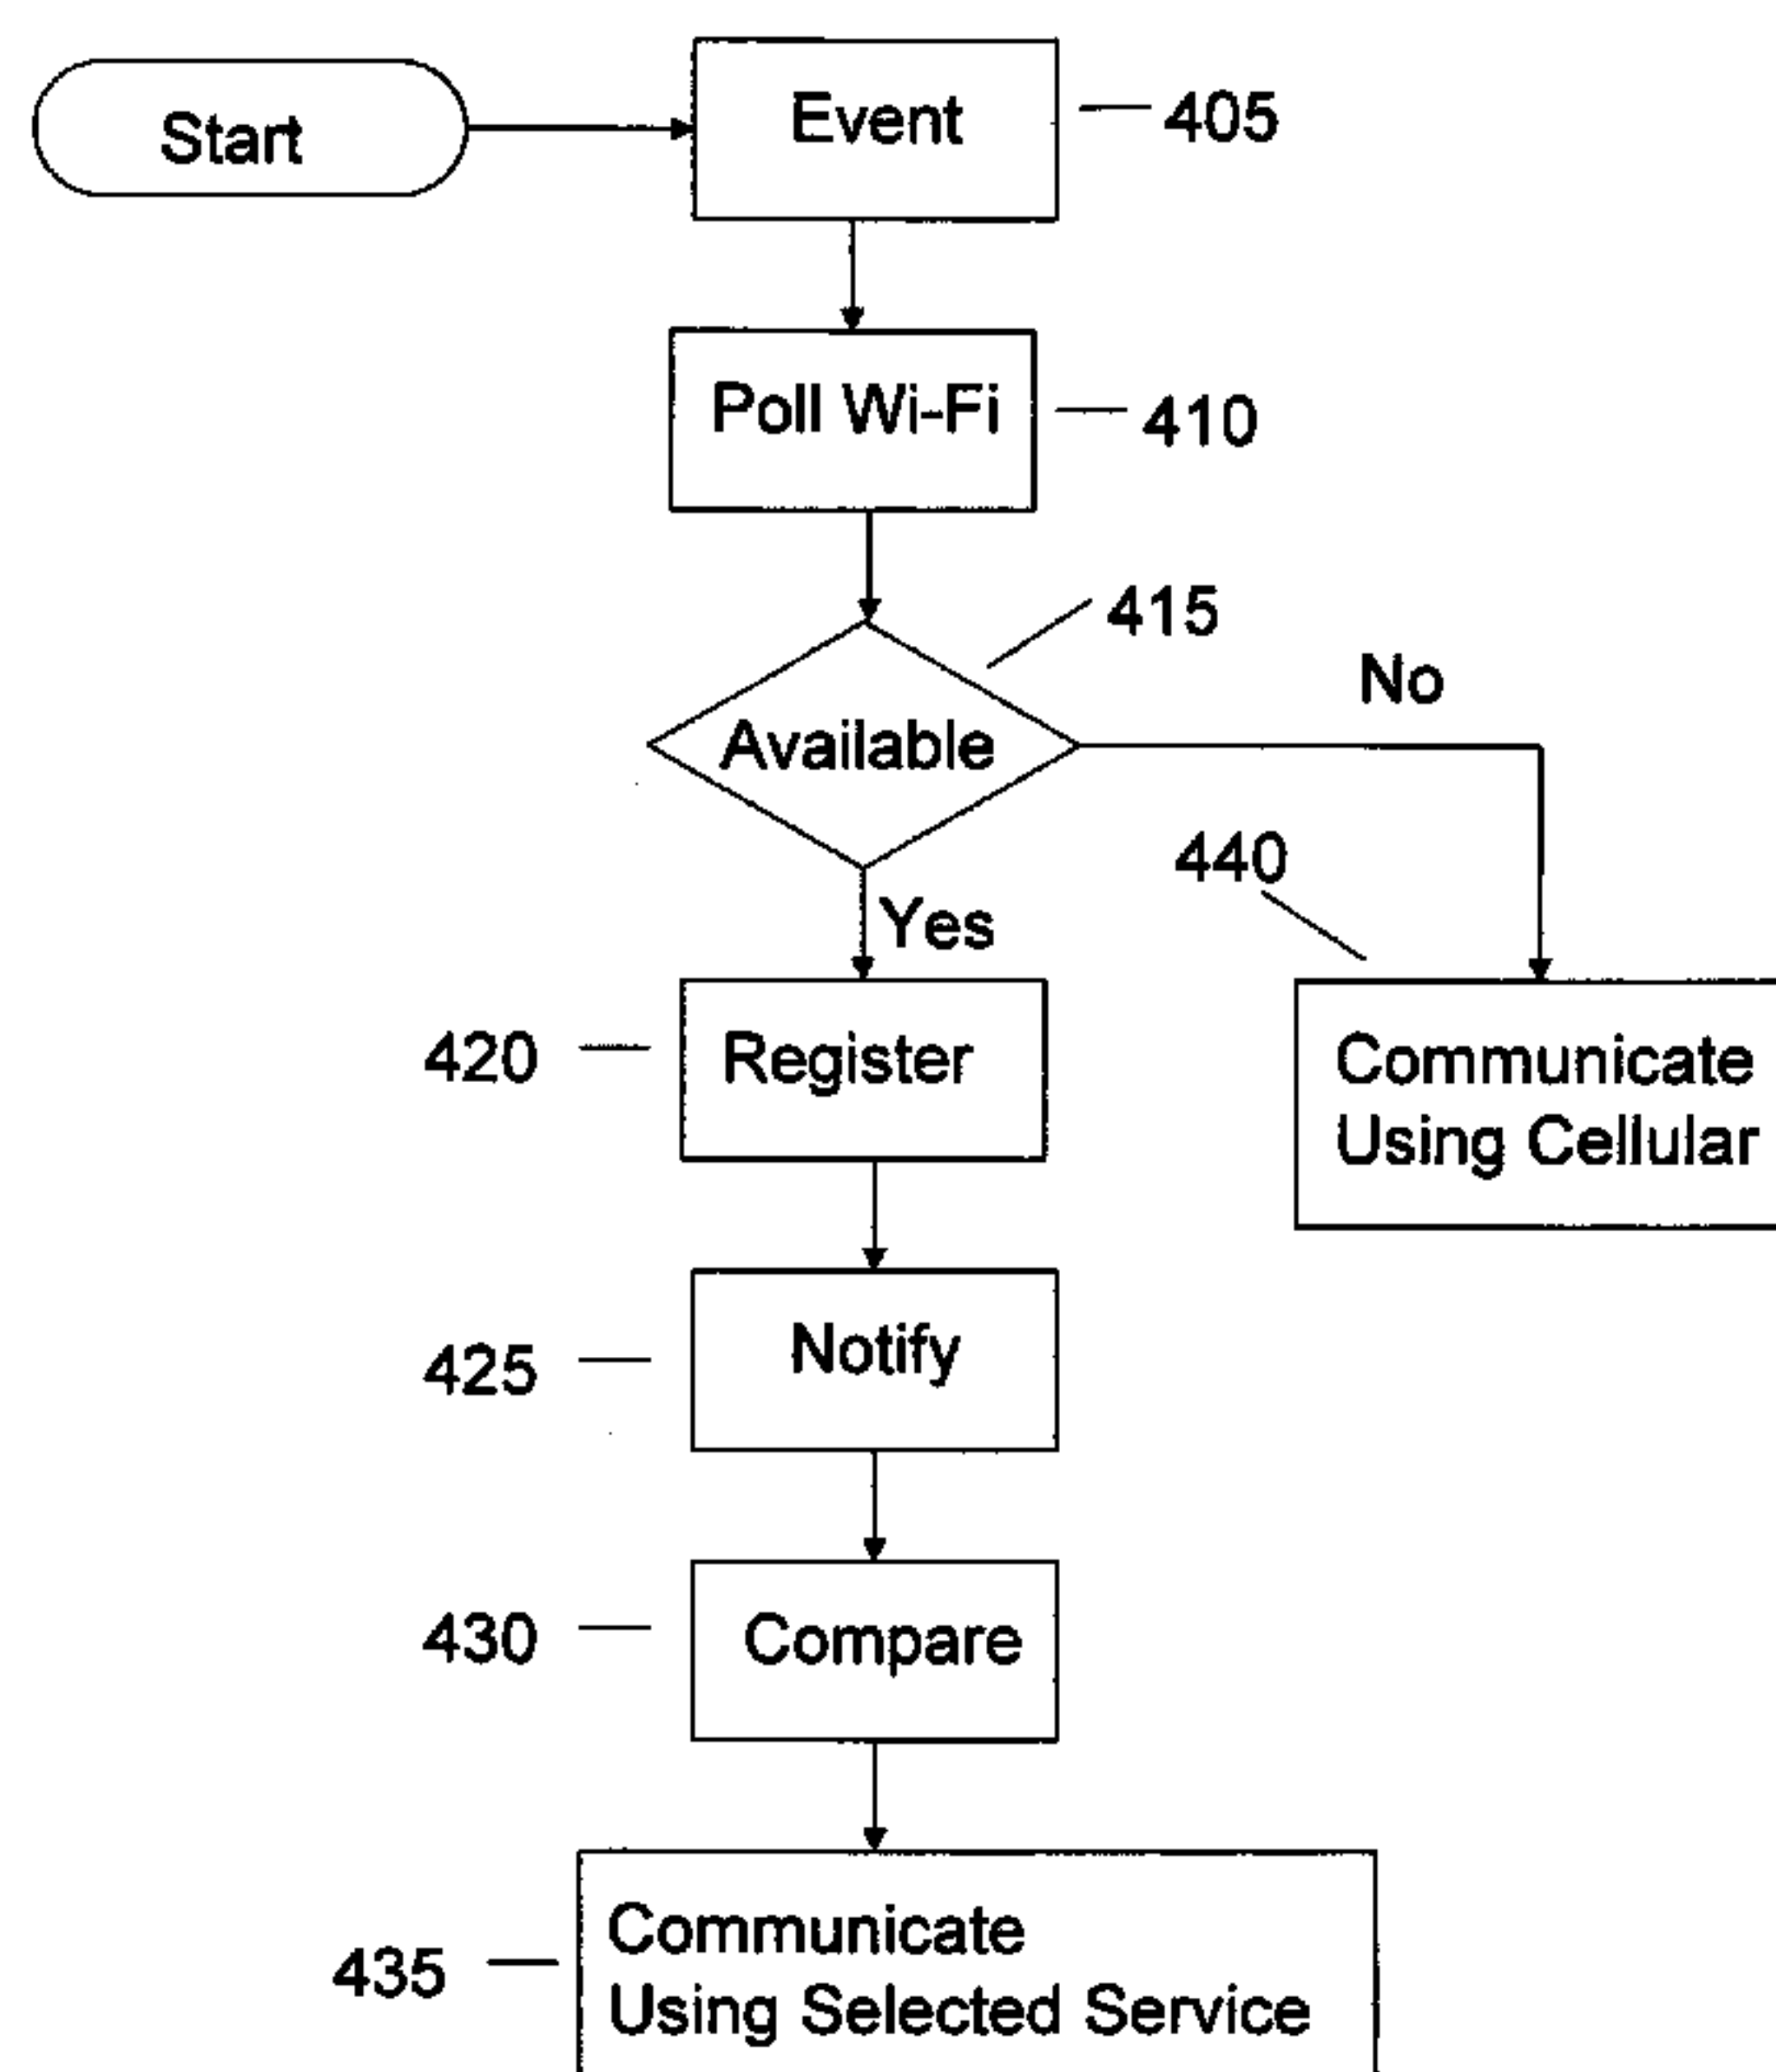 Start
Event
405
Poll Wi-Fi
410
415
Available
No
440
Yes
420
Register
Communicate
Using Cellular
425
Notify
430
Compare
435
Communicate
Using Selected Service